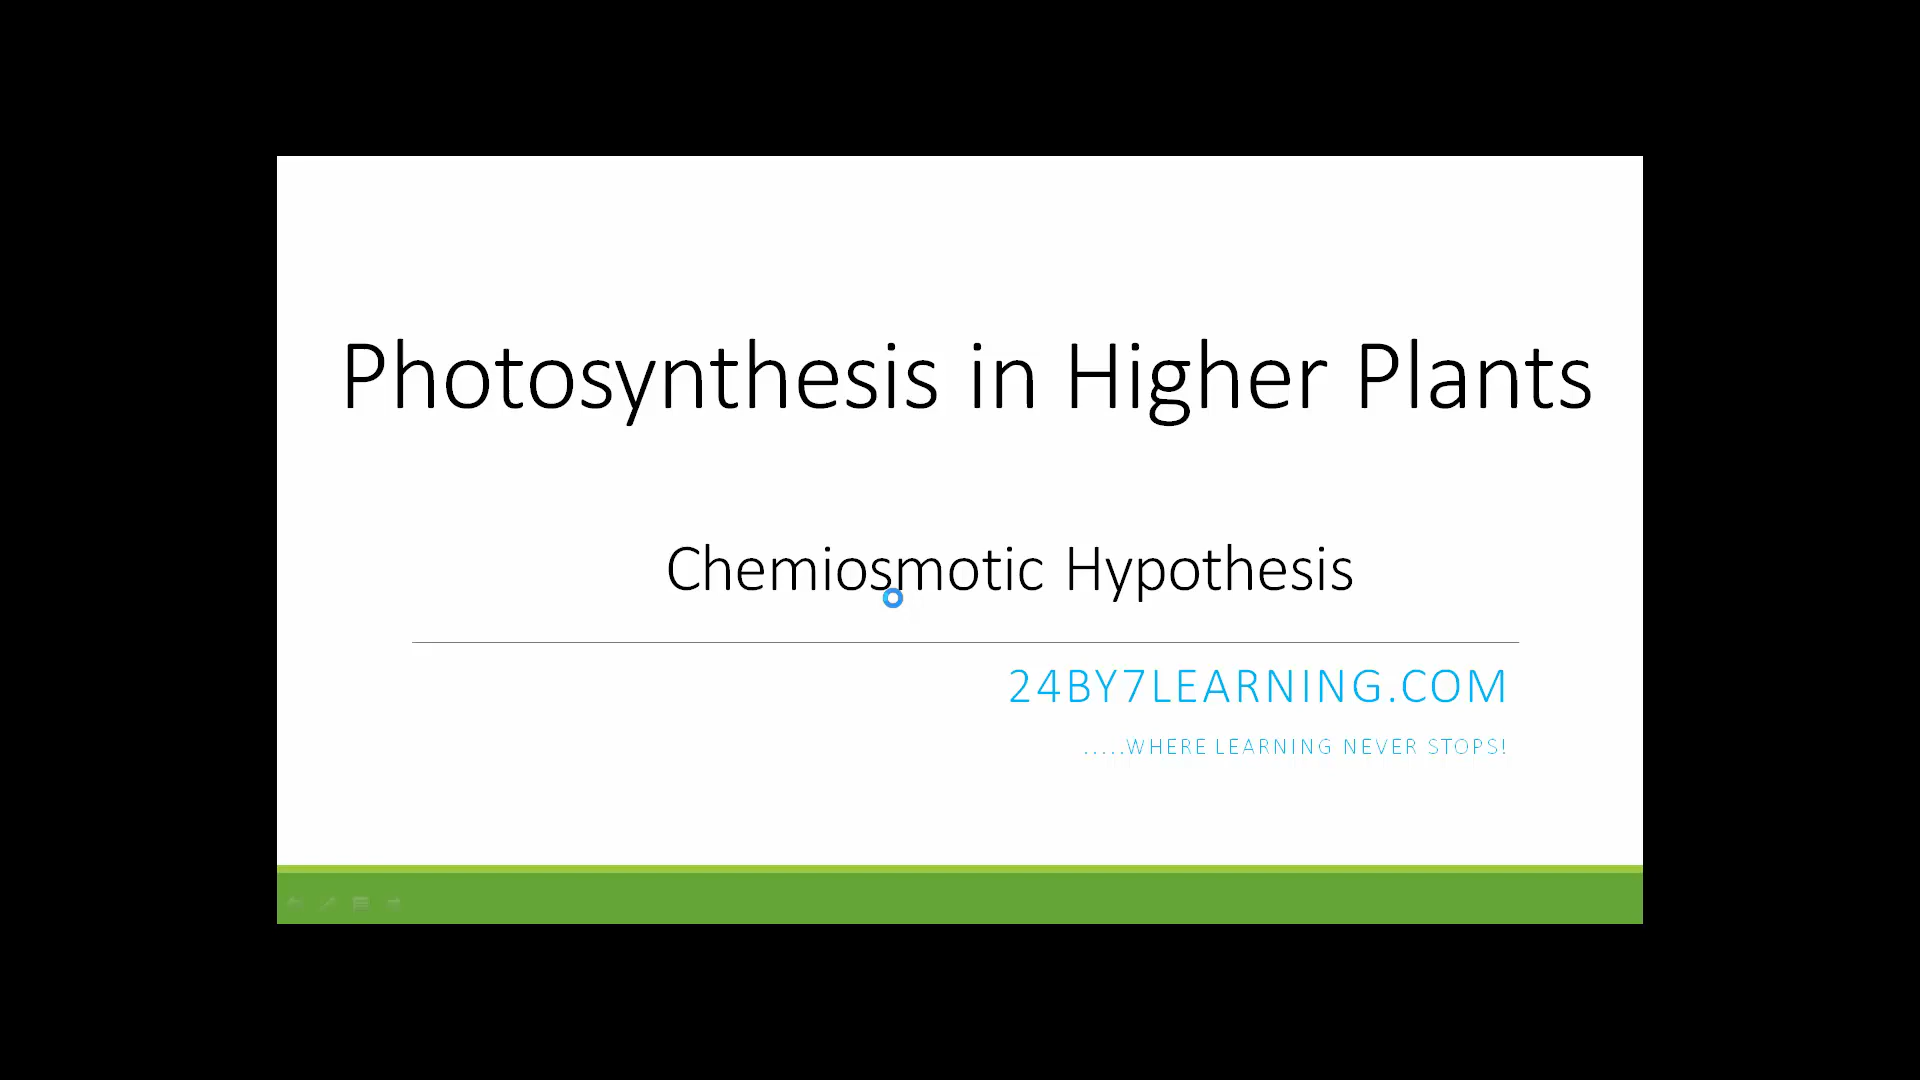 Photosynthesis in Higher Plants
Chemiosmotic Hypothesis
24BY7LEARNING.COM
.....WHERE LEARNING NEVER STOPS!